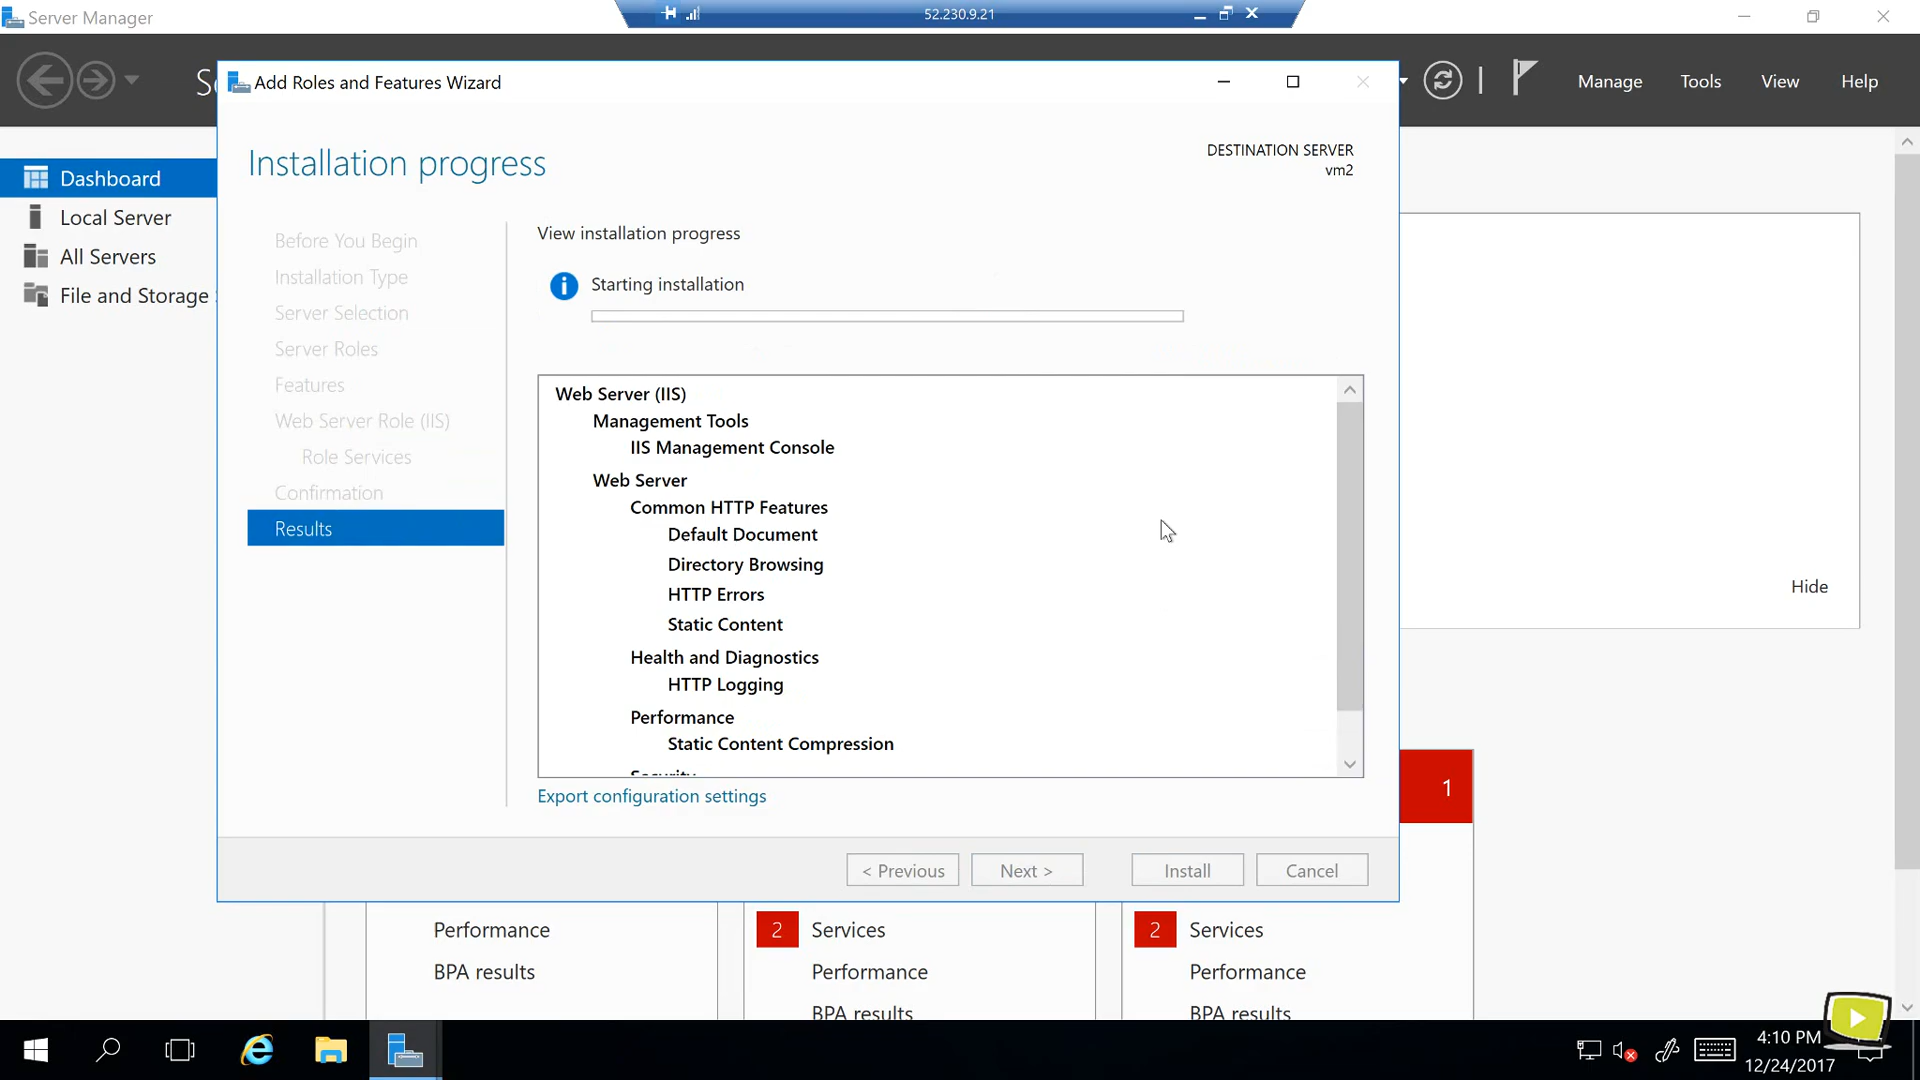 Server Manager
52.230.9.21
Manage
Tools
View
Help
Add Roles and Features Wizard
Installation progress
DESTINATION SERVER
vm2
Dashboard
Local Server
All Servers
File and Storage
Before You Begin
Installation Type
Server Selection
Server Roles
Features
Web Server Role (IIS)
Role Services
Confirmation
Results
View installation progress
Starting installation
Web Server (IIS)
Management Tools
IIS Management Console
Web Server
Common HTTP Features
Default Document
Directory Browsing
HTTP Errors
Static Content
Health and Diagnostics
HTTP Logging
Performance
Static Content Compression
Security
Export configuration settings
< Previous
Next >
Install
Cancel
Hide
1
Performance
BPA results
2 Services
Performance
BPA results
2 Services
Performance
BPA results
4:10 PM
12/24/2017